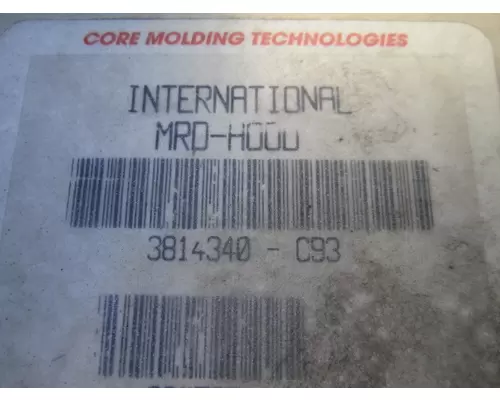 CORE MOLDING TECHNOLOGIES
INTERNATIONAL
MRD-HOOD
3814340 - C93